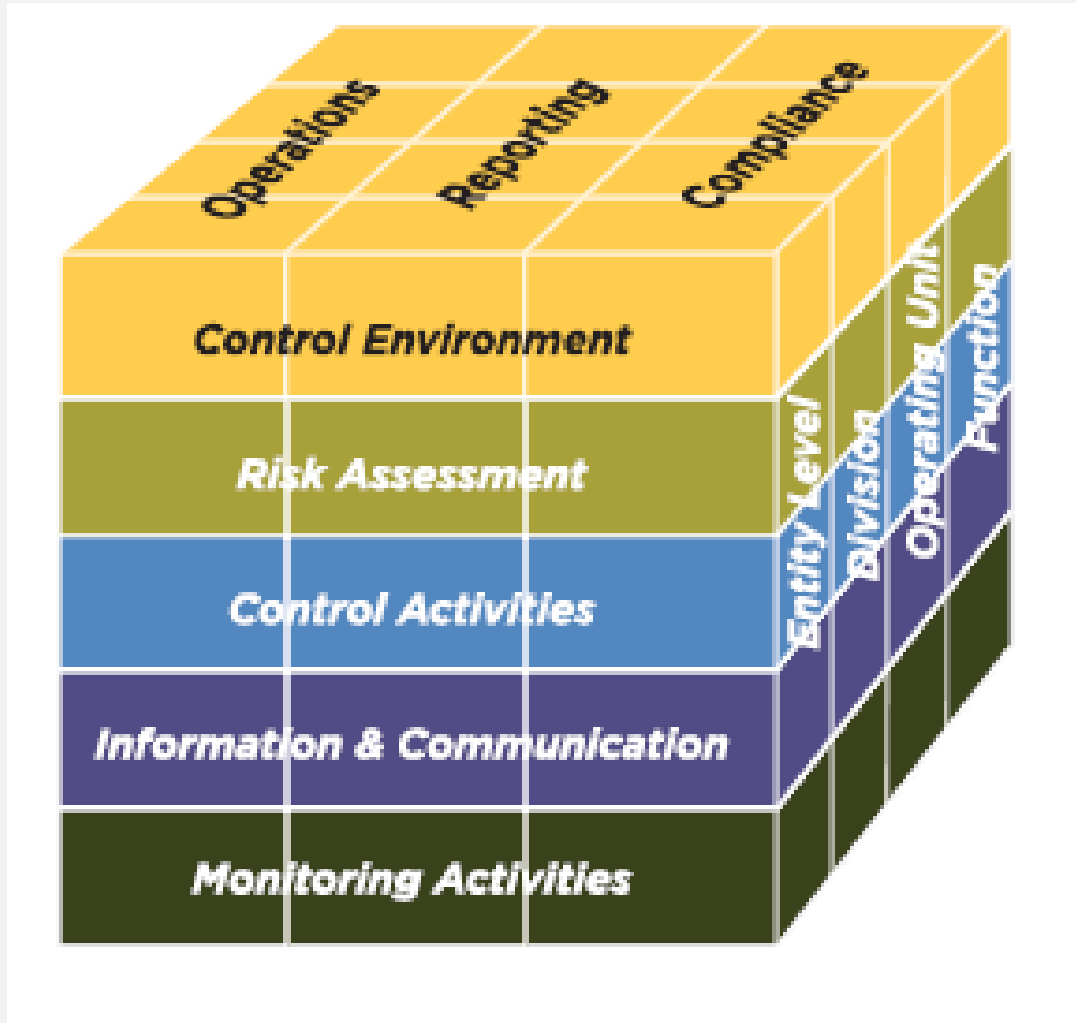 Operations
Reporting
Compliance
Control Environment
Risk Assessment
Control Activities
Information & Communication
Monitoring Activities
Entity Level
Division
Operating Unit
Function